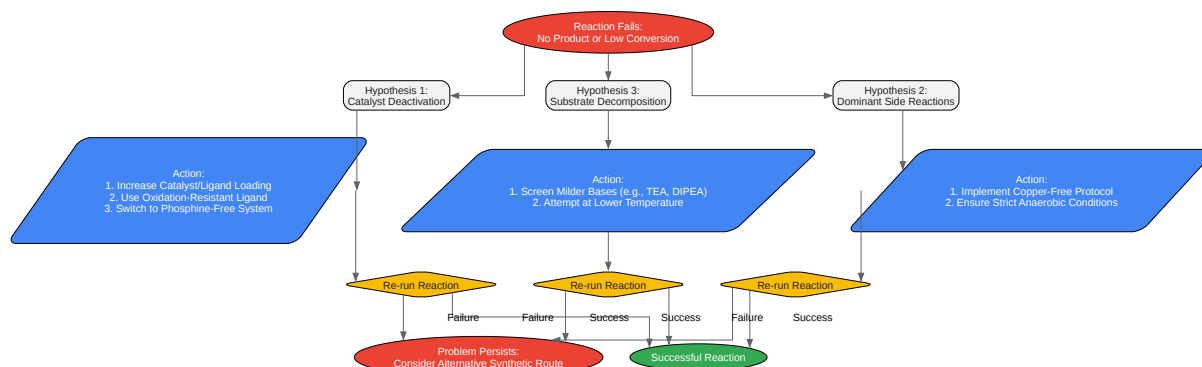 Reaction Fails:
No Product or Low Conversion
Hypothesis 1:
Catalyst Deactivation
Hypothesis 3:
Substrate Decomposition
Hypothesis 2:
Dominant Side Reactions
Action:
1. Increase Catalyst/Ligand Loading
2. Use Oxidation-Resistant Ligand
3. Switch to Phosphine-Free System
Action:
1. Screen Milder Bases (e.g., TEA, DIPEA)
2. Attempt at Lower Temperature
Action:
1. Implement Copper-Free Protocol
2. Ensure Strict Anaerobic Conditions
Re-run Reaction
Re-run Reaction
Re-run Reaction
Failure
Failure
Success
Success
Failure
Success
Problem Persists:
Consider Alternative Synthetic Route
Successful Reaction